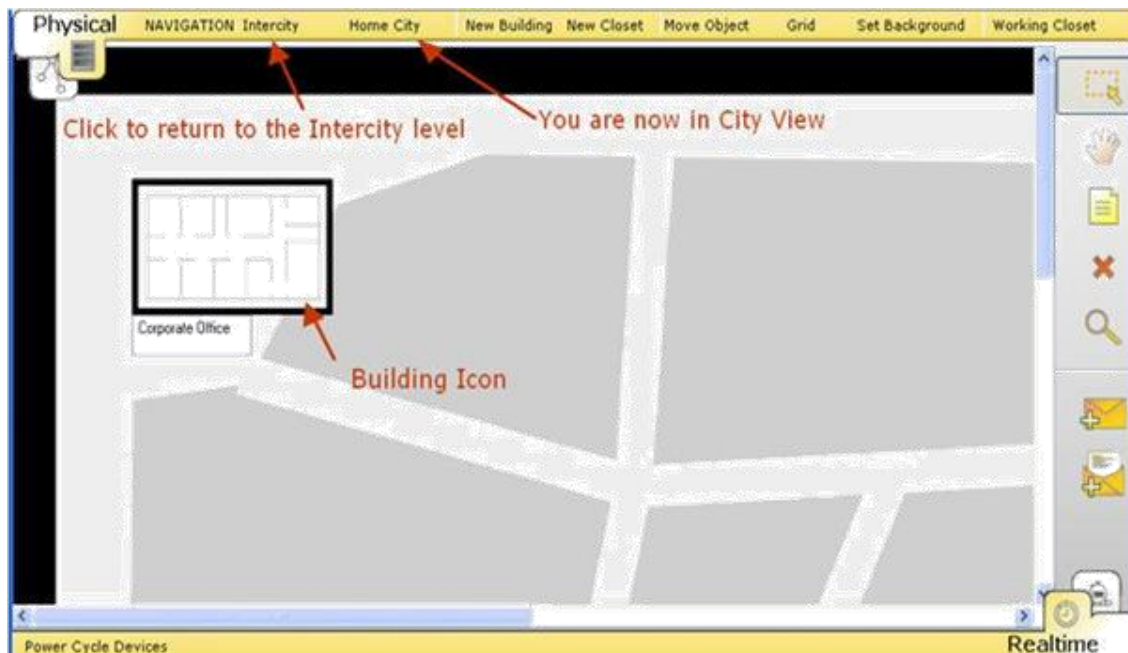 Physical NAVIGATION Intercity Home City New Building New Closet Move Object Grid Set Background Working Closet
Click to return to the Intercity level
You are now in City View
Corporate Office
Building Icon
Power Cycle Devices
Realtime